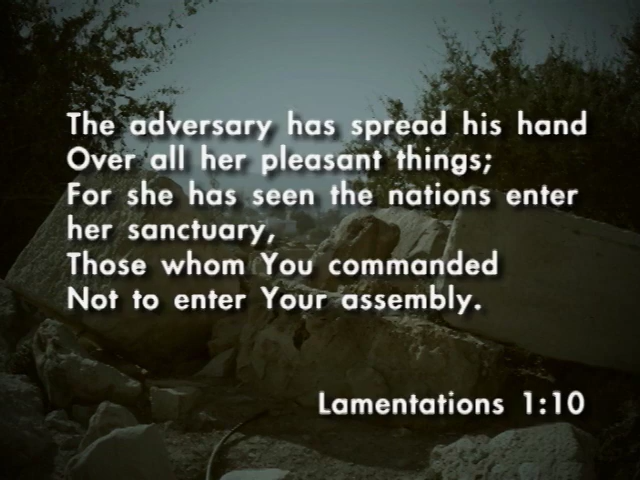 The adversary has spread his hand
Over all her pleasant things;
For she has seen the nations enter
her sanctuary,
Those whom You commanded
Not to enter Your assembly.
Lamentations 1:10